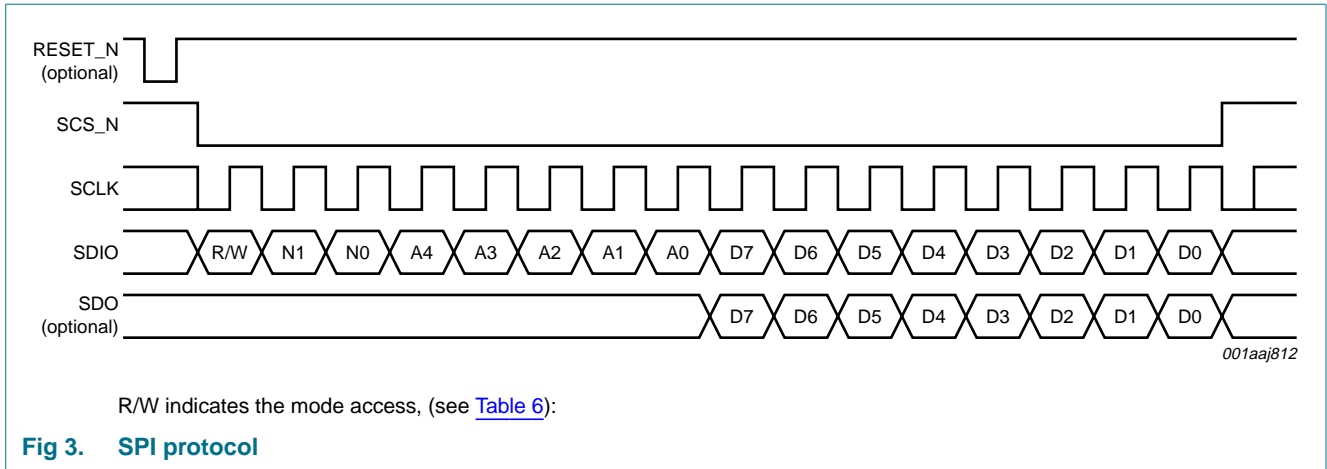 RESET_N
(optional)
SCS_N
SCLK
SDIO R/W N1 N0 A4 A3 A2 A1 A0 D7 D6 D5 D4 D3 D2 D1 D0
SDO
(optional)
D7 D6 D5 D4 D3 D2 D1 D0
001aaj812
R/W indicates the mode access, (see Table 6):
Fig 3. SPI protocol